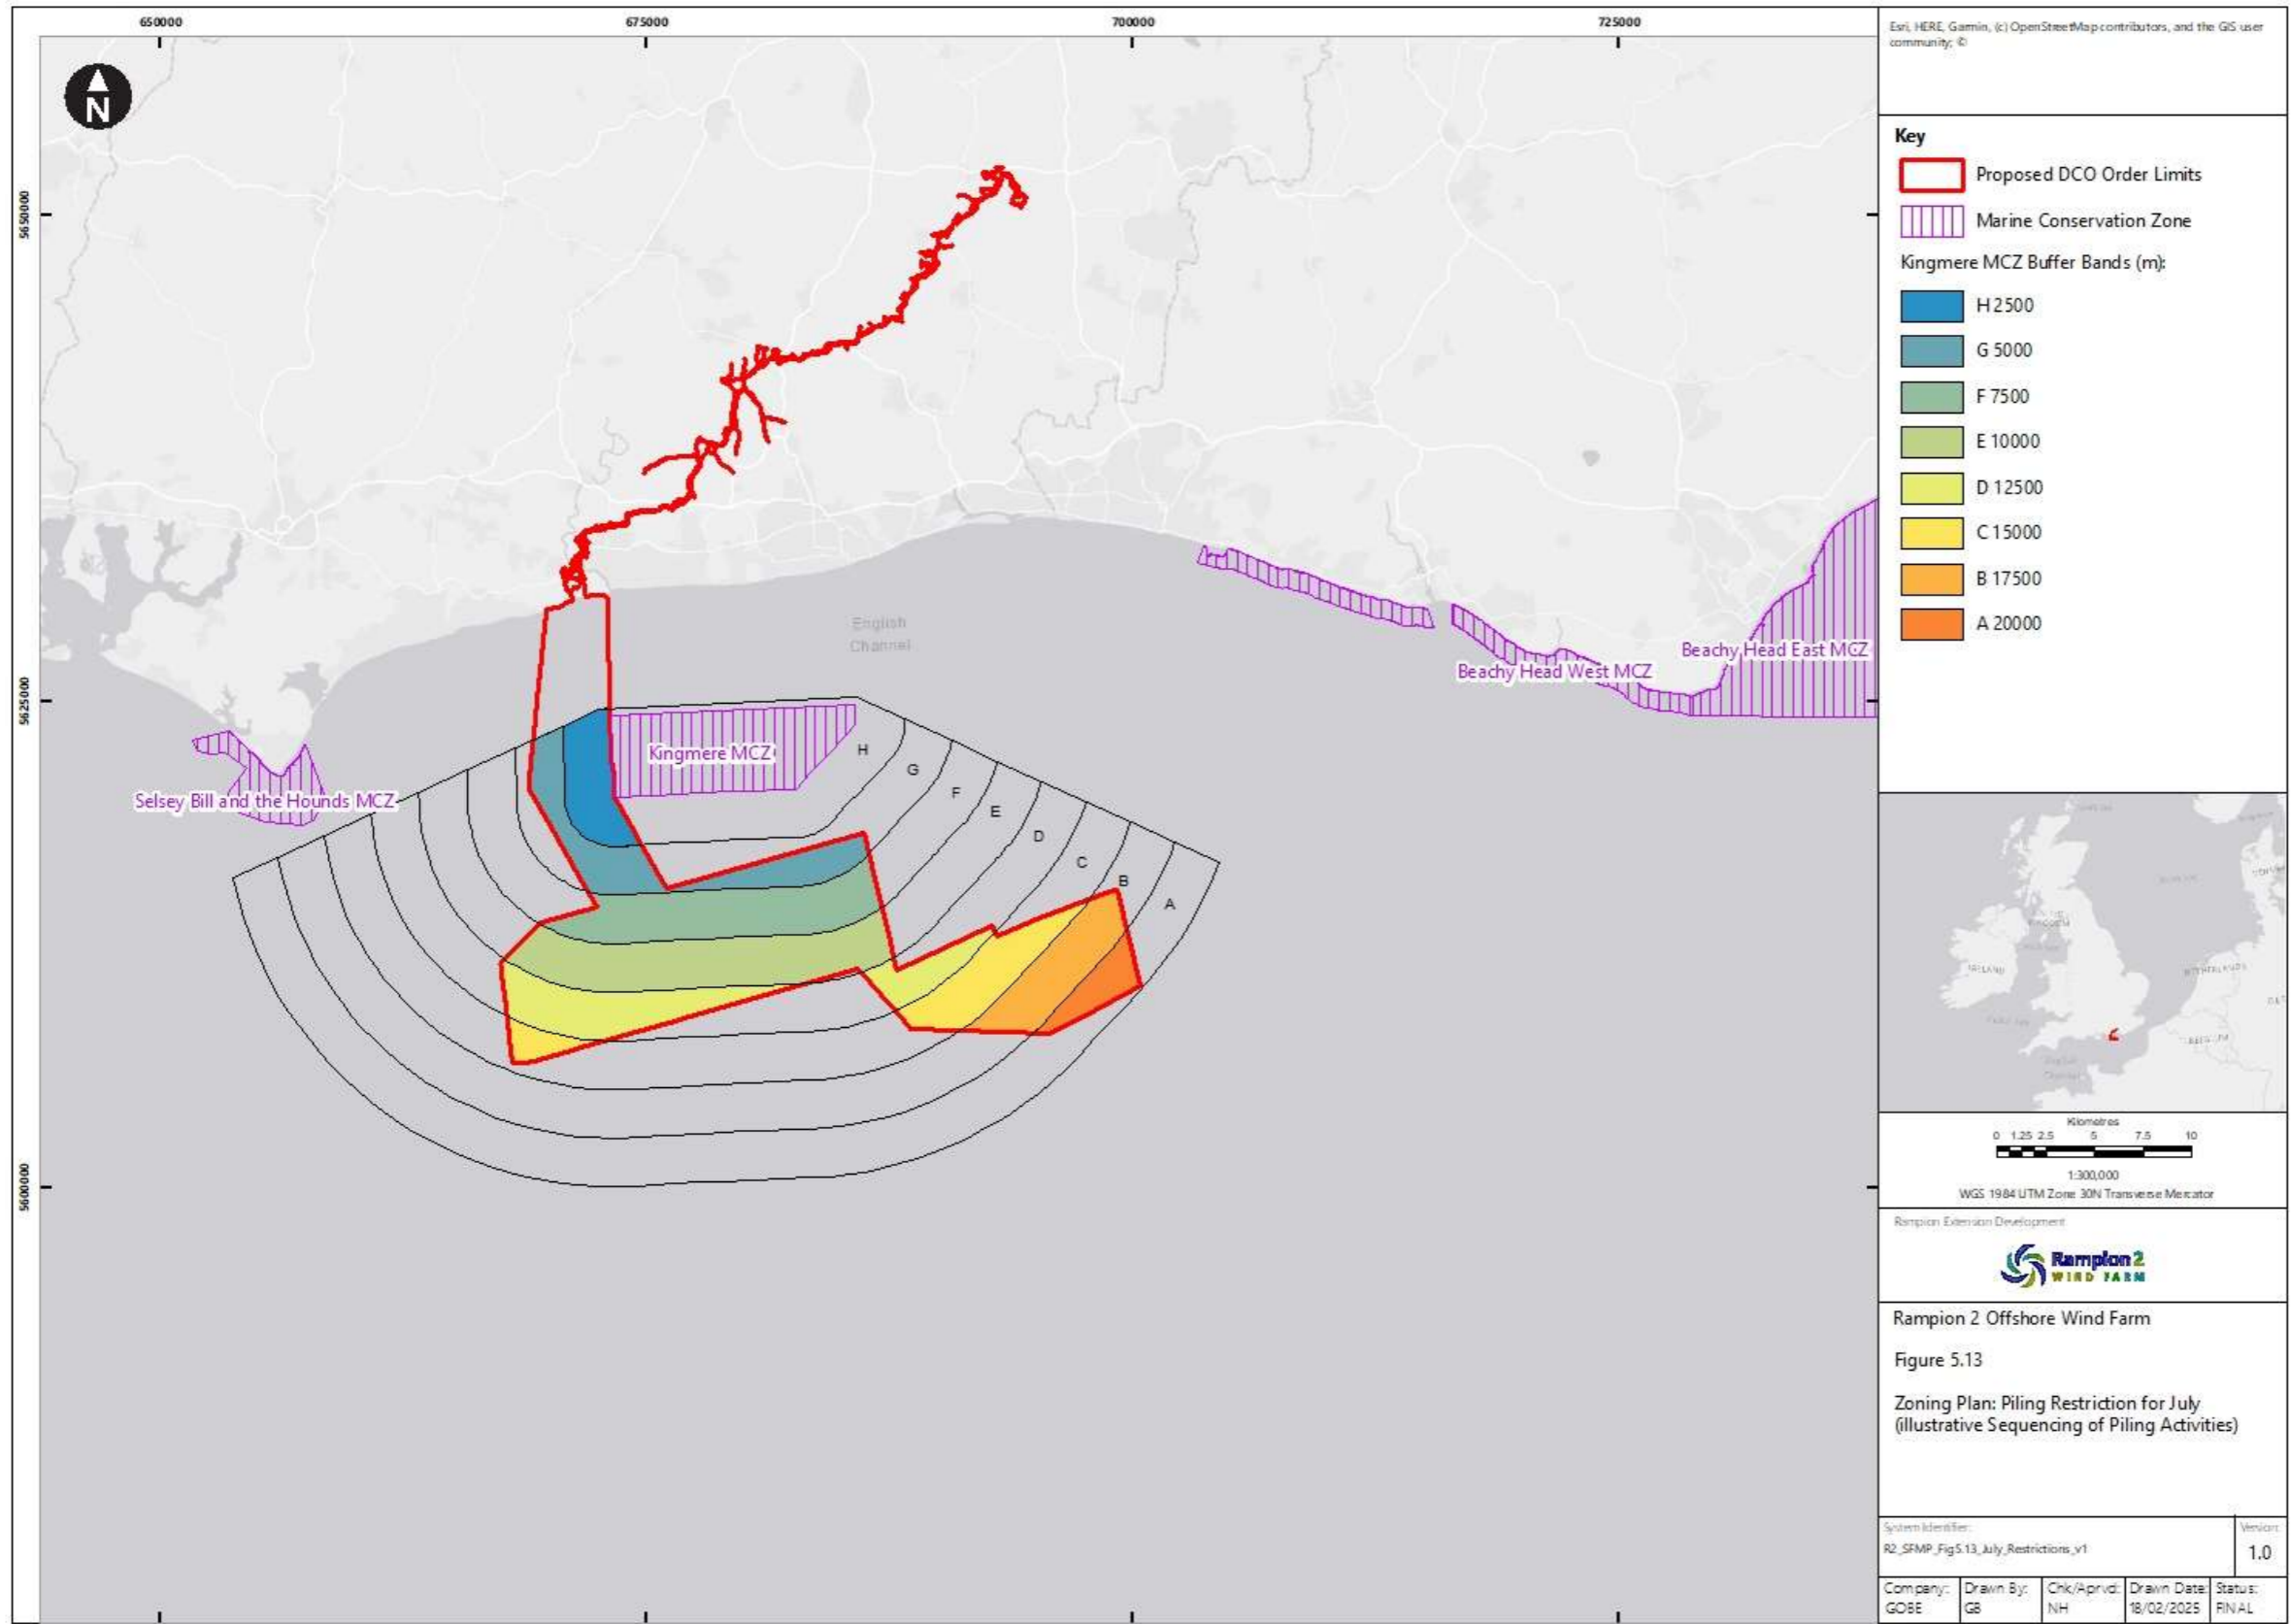 650000
675000
700000
725000
5650000
5625000
5600000
N
English
Channel
Kingmere MCZ
Selsey Bill and the Hounds MCZ
Beachy Head West MCZ
Beachy Head East MCZ
H
G
F
E
D
C
B
A
Esri, HERE, Garmin, (c) OpenStreetMap contributors, and the GIS user
community, ©
Key
Proposed DCO Order Limits
Marine Conservation Zone
Kingmere MCZ Buffer Bands (m):
H 2500
G 5000
F 7500
E 10000
D 12500
C 15000
B 17500
A 20000
IRELAND
Kilometres
0 1.25 2.5 5 7.5 10
1:300,000
WGS 1984 UTM Zone 30N Transverse Mercator
Rampion Extension Development
Rampion 2
WIND FARM
Rampion 2 Offshore Wind Farm
Figure 5.13
Zoning Plan: Piling Restriction for July
(illustrative Sequencing of Piling Activities)
System Identifier:
R2_SFMP_Fig5.13_July_Restrictions_v1
Version:
1.0
Company:
GOBE
Drawn By:
GB
Chk/Aprvd:
NH
Drawn Date:
18/02/2025
Status:
FINAL